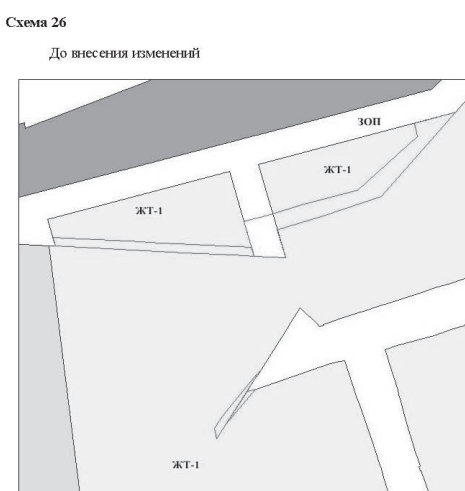 Схема 26
До внесения изменений
ЗОП
ЖТ-1
ЖТ-1
ЖТ-1